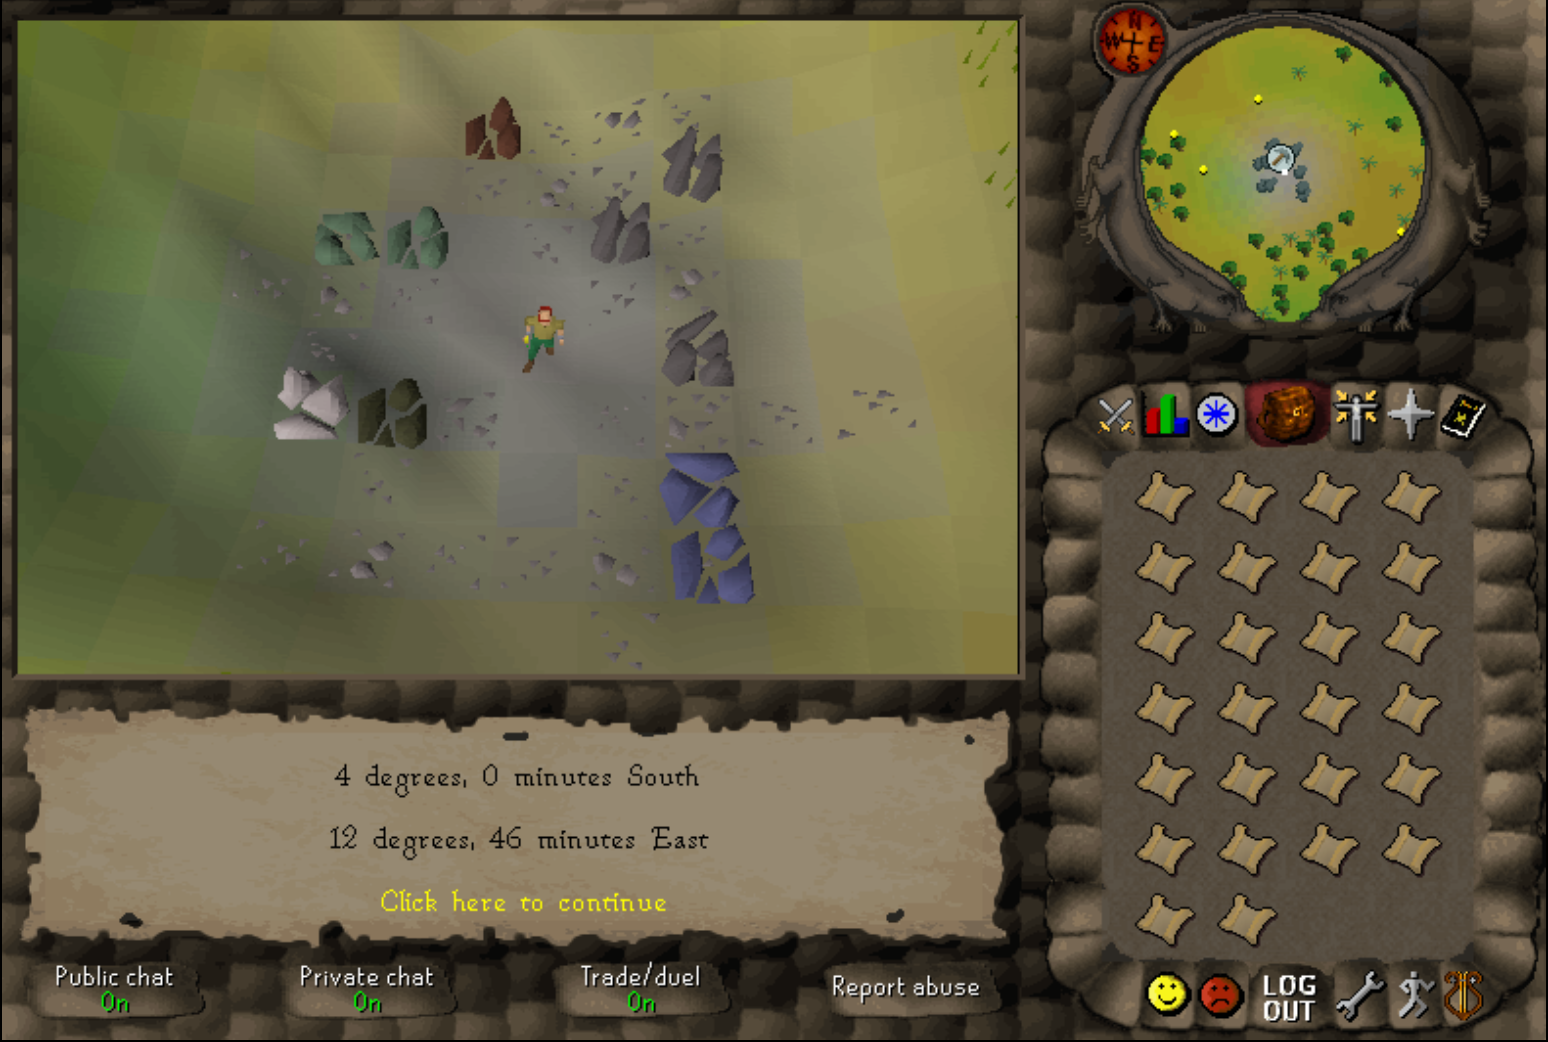 N
W E
S
4 degrees, 0 minutes South
12 degrees, 46 minutes East
Click here to continue
Public chat
On
Private chat
On
Trade/duel
On
Report abuse
LOG
OUT